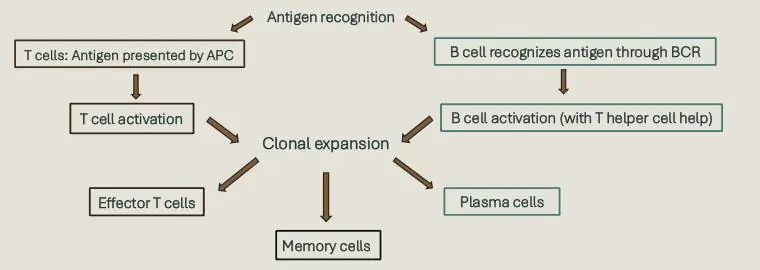 Antigen recognition
T cells: Antigen presented by APC
B cell recognizes antigen through BCR
T cell activation
B cell activation (with T helper cell help)
Clonal expansion
Effector T cells
Plasma cells
Memory cells